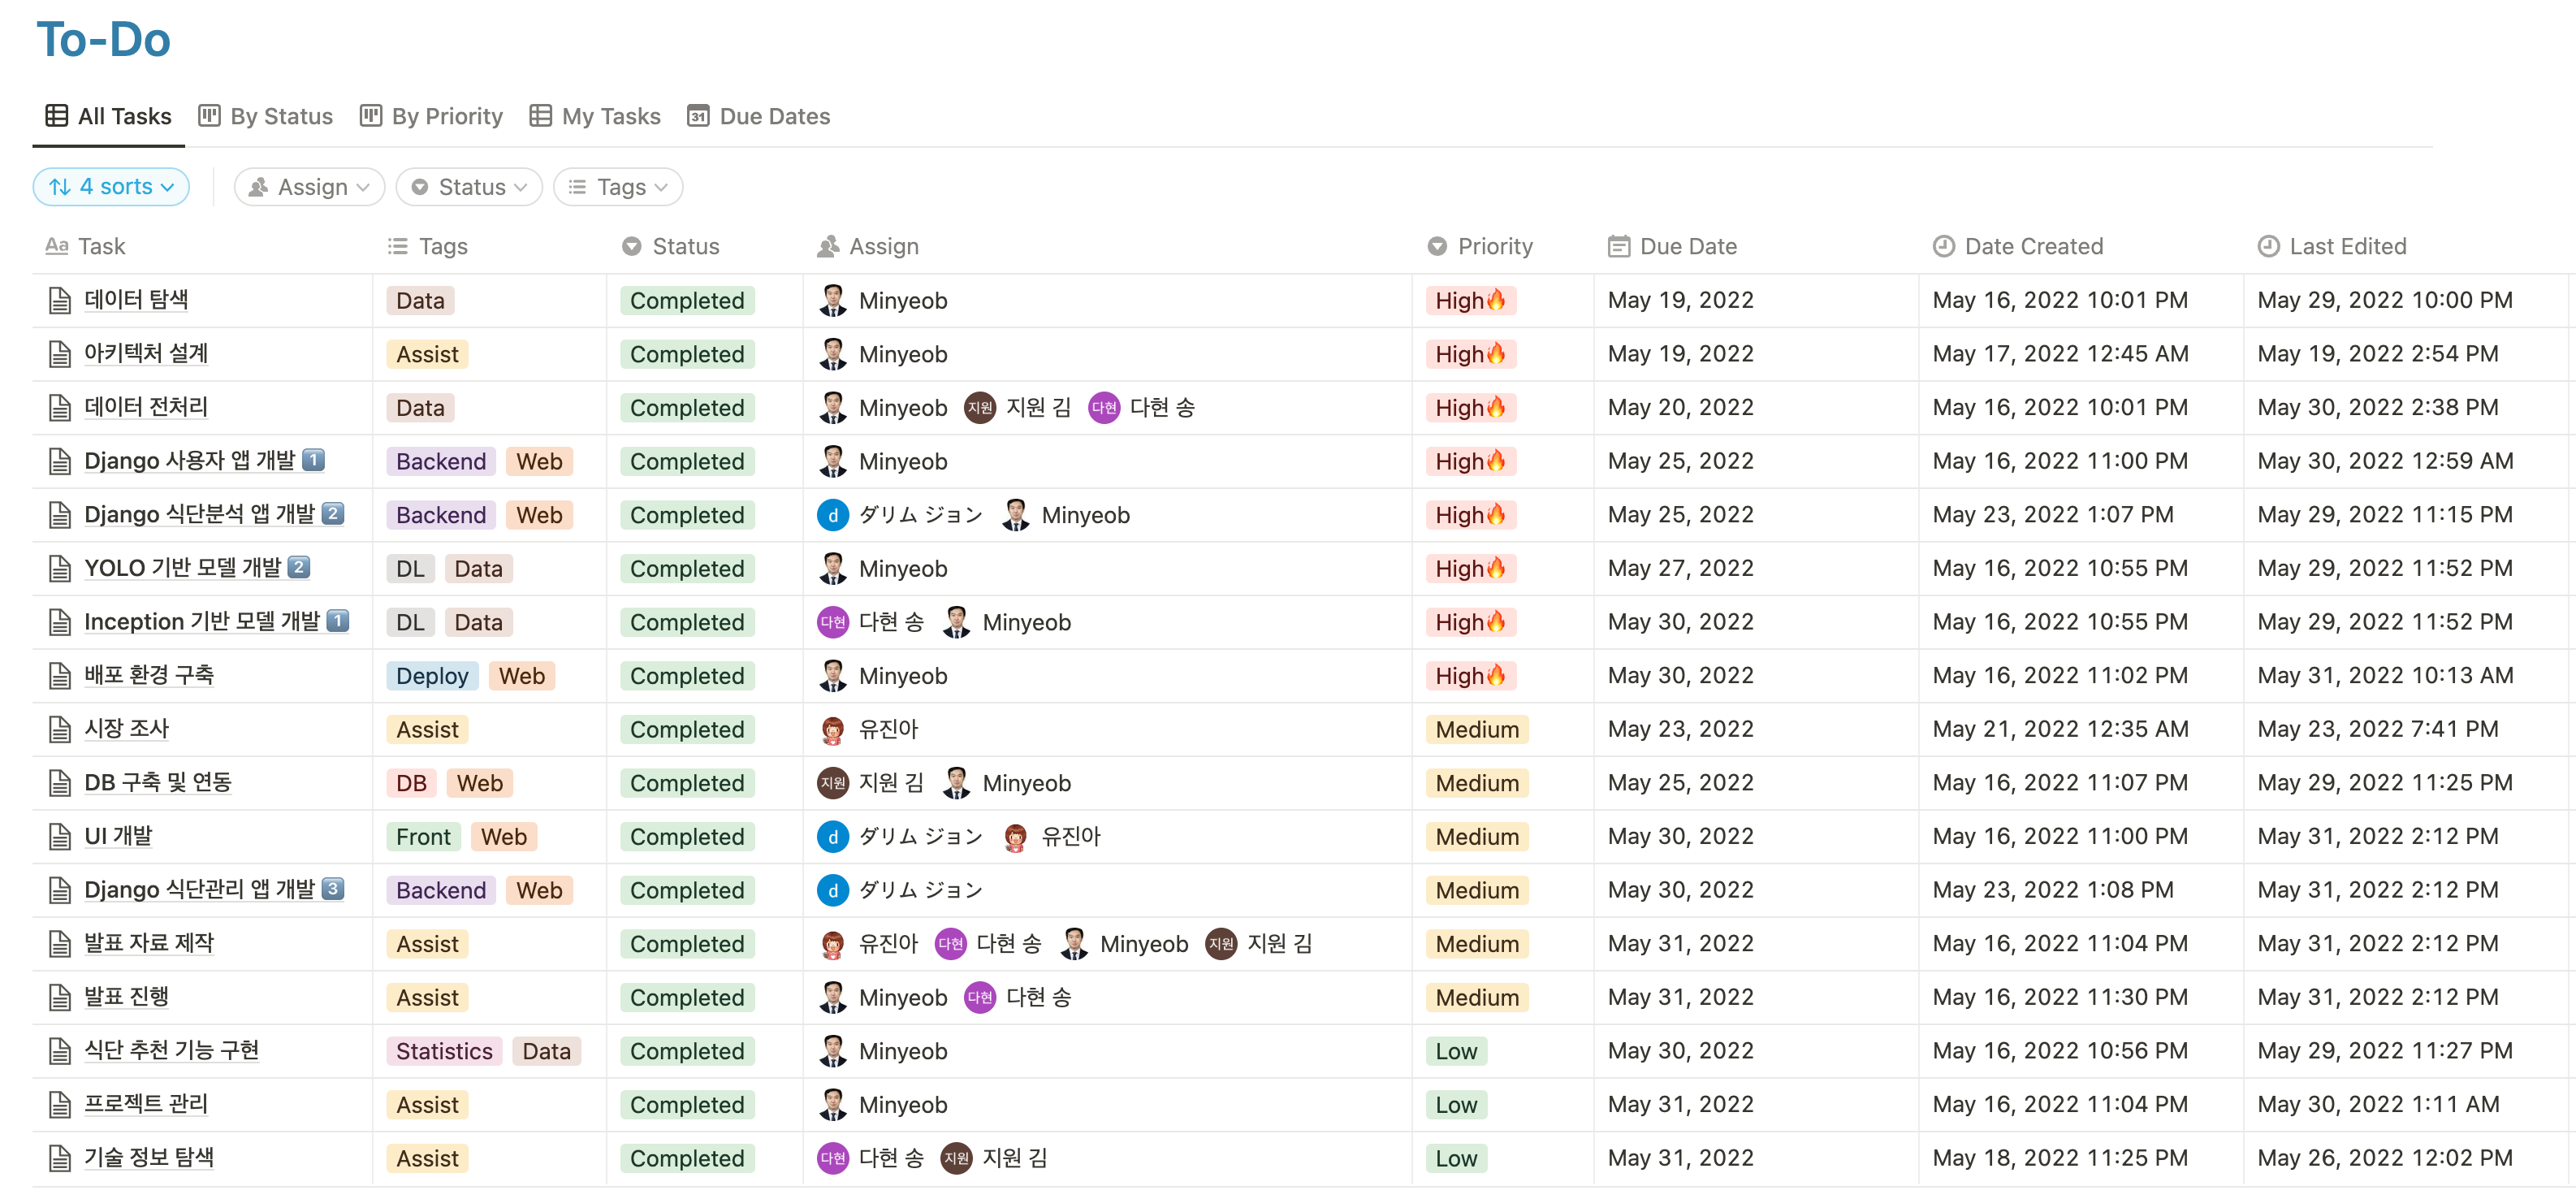 To-Do
All Tasks By Status By Priority My Tasks 31 Due Dates
4 sorts Assign Status Tags
Aa Task Tags Status Assign Priority Due Date Date Created Last Edited
데이터 탐색 Data Completed Minyeob High🔥 May 19, 2022 May 16, 2022 10:01 PM May 29, 2022 10:00 PM
아키텍처 설계 Assist Completed Minyeob High🔥 May 19, 2022 May 17, 2022 12:45 AM May 19, 2022 2:54 PM
데이터 전처리 Data Completed Minyeob 지원 지원 김 다현 다현 송 High🔥 May 20, 2022 May 16, 2022 10:01 PM May 30, 2022 2:38 PM
Django 사용자 앱 개발 1️⃣ Backend Web Completed Minyeob High🔥 May 25, 2022 May 16, 2022 11:00 PM May 30, 2022 12:59 AM
Django 식단분석 앱 개발 2️⃣ Backend Web Completed d ダリム ジョン Minyeob High🔥 May 25, 2022 May 23, 2022 1:07 PM May 29, 2022 11:15 PM
YOLO 기반 모델 개발 2️⃣ DL Data Completed Minyeob High🔥 May 27, 2022 May 16, 2022 10:55 PM May 29, 2022 11:52 PM
Inception 기반 모델 개발 1️⃣ DL Data Completed 다현 다현 송 Minyeob High🔥 May 30, 2022 May 16, 2022 10:55 PM May 29, 2022 11:52 PM
배포 환경 구축 Deploy Web Completed Minyeob High🔥 May 30, 2022 May 16, 2022 11:02 PM May 31, 2022 10:13 AM
시장 조사 Assist Completed 유진아 Medium May 23, 2022 May 21, 2022 12:35 AM May 23, 2022 7:41 PM
DB 구축 및 연동 DB Web Completed 지원 지원 김 Minyeob Medium May 25, 2022 May 16, 2022 11:07 PM May 29, 2022 11:25 PM
UI 개발 Front Web Completed d ダリム ジョン 유진아 Medium May 30, 2022 May 16, 2022 11:00 PM May 31, 2022 2:12 PM
Django 식단관리 앱 개발 3️⃣ Backend Web Completed d ダリム ジョン Medium May 30, 2022 May 23, 2022 1:08 PM May 31, 2022 2:12 PM
발표 자료 제작 Assist Completed 유진아 다현 다현 송 Minyeob 지원 지원 김 Medium May 31, 2022 May 16, 2022 11:04 PM May 31, 2022 2:12 PM
발표 진행 Assist Completed Minyeob 다현 다현 송 Medium May 31, 2022 May 16, 2022 11:30 PM May 31, 2022 2:12 PM
식단 추천 기능 구현 Statistics Data Completed Minyeob Low May 30, 2022 May 16, 2022 10:56 PM May 29, 2022 11:27 PM
프로젝트 관리 Assist Completed Minyeob Low May 31, 2022 May 16, 2022 11:04 PM May 30, 2022 1:11 AM
기술 정보 탐색 Assist Completed 다현 다현 송 지원 지원 김 Low May 31, 2022 May 18, 2022 11:25 PM May 26, 2022 12:02 PM